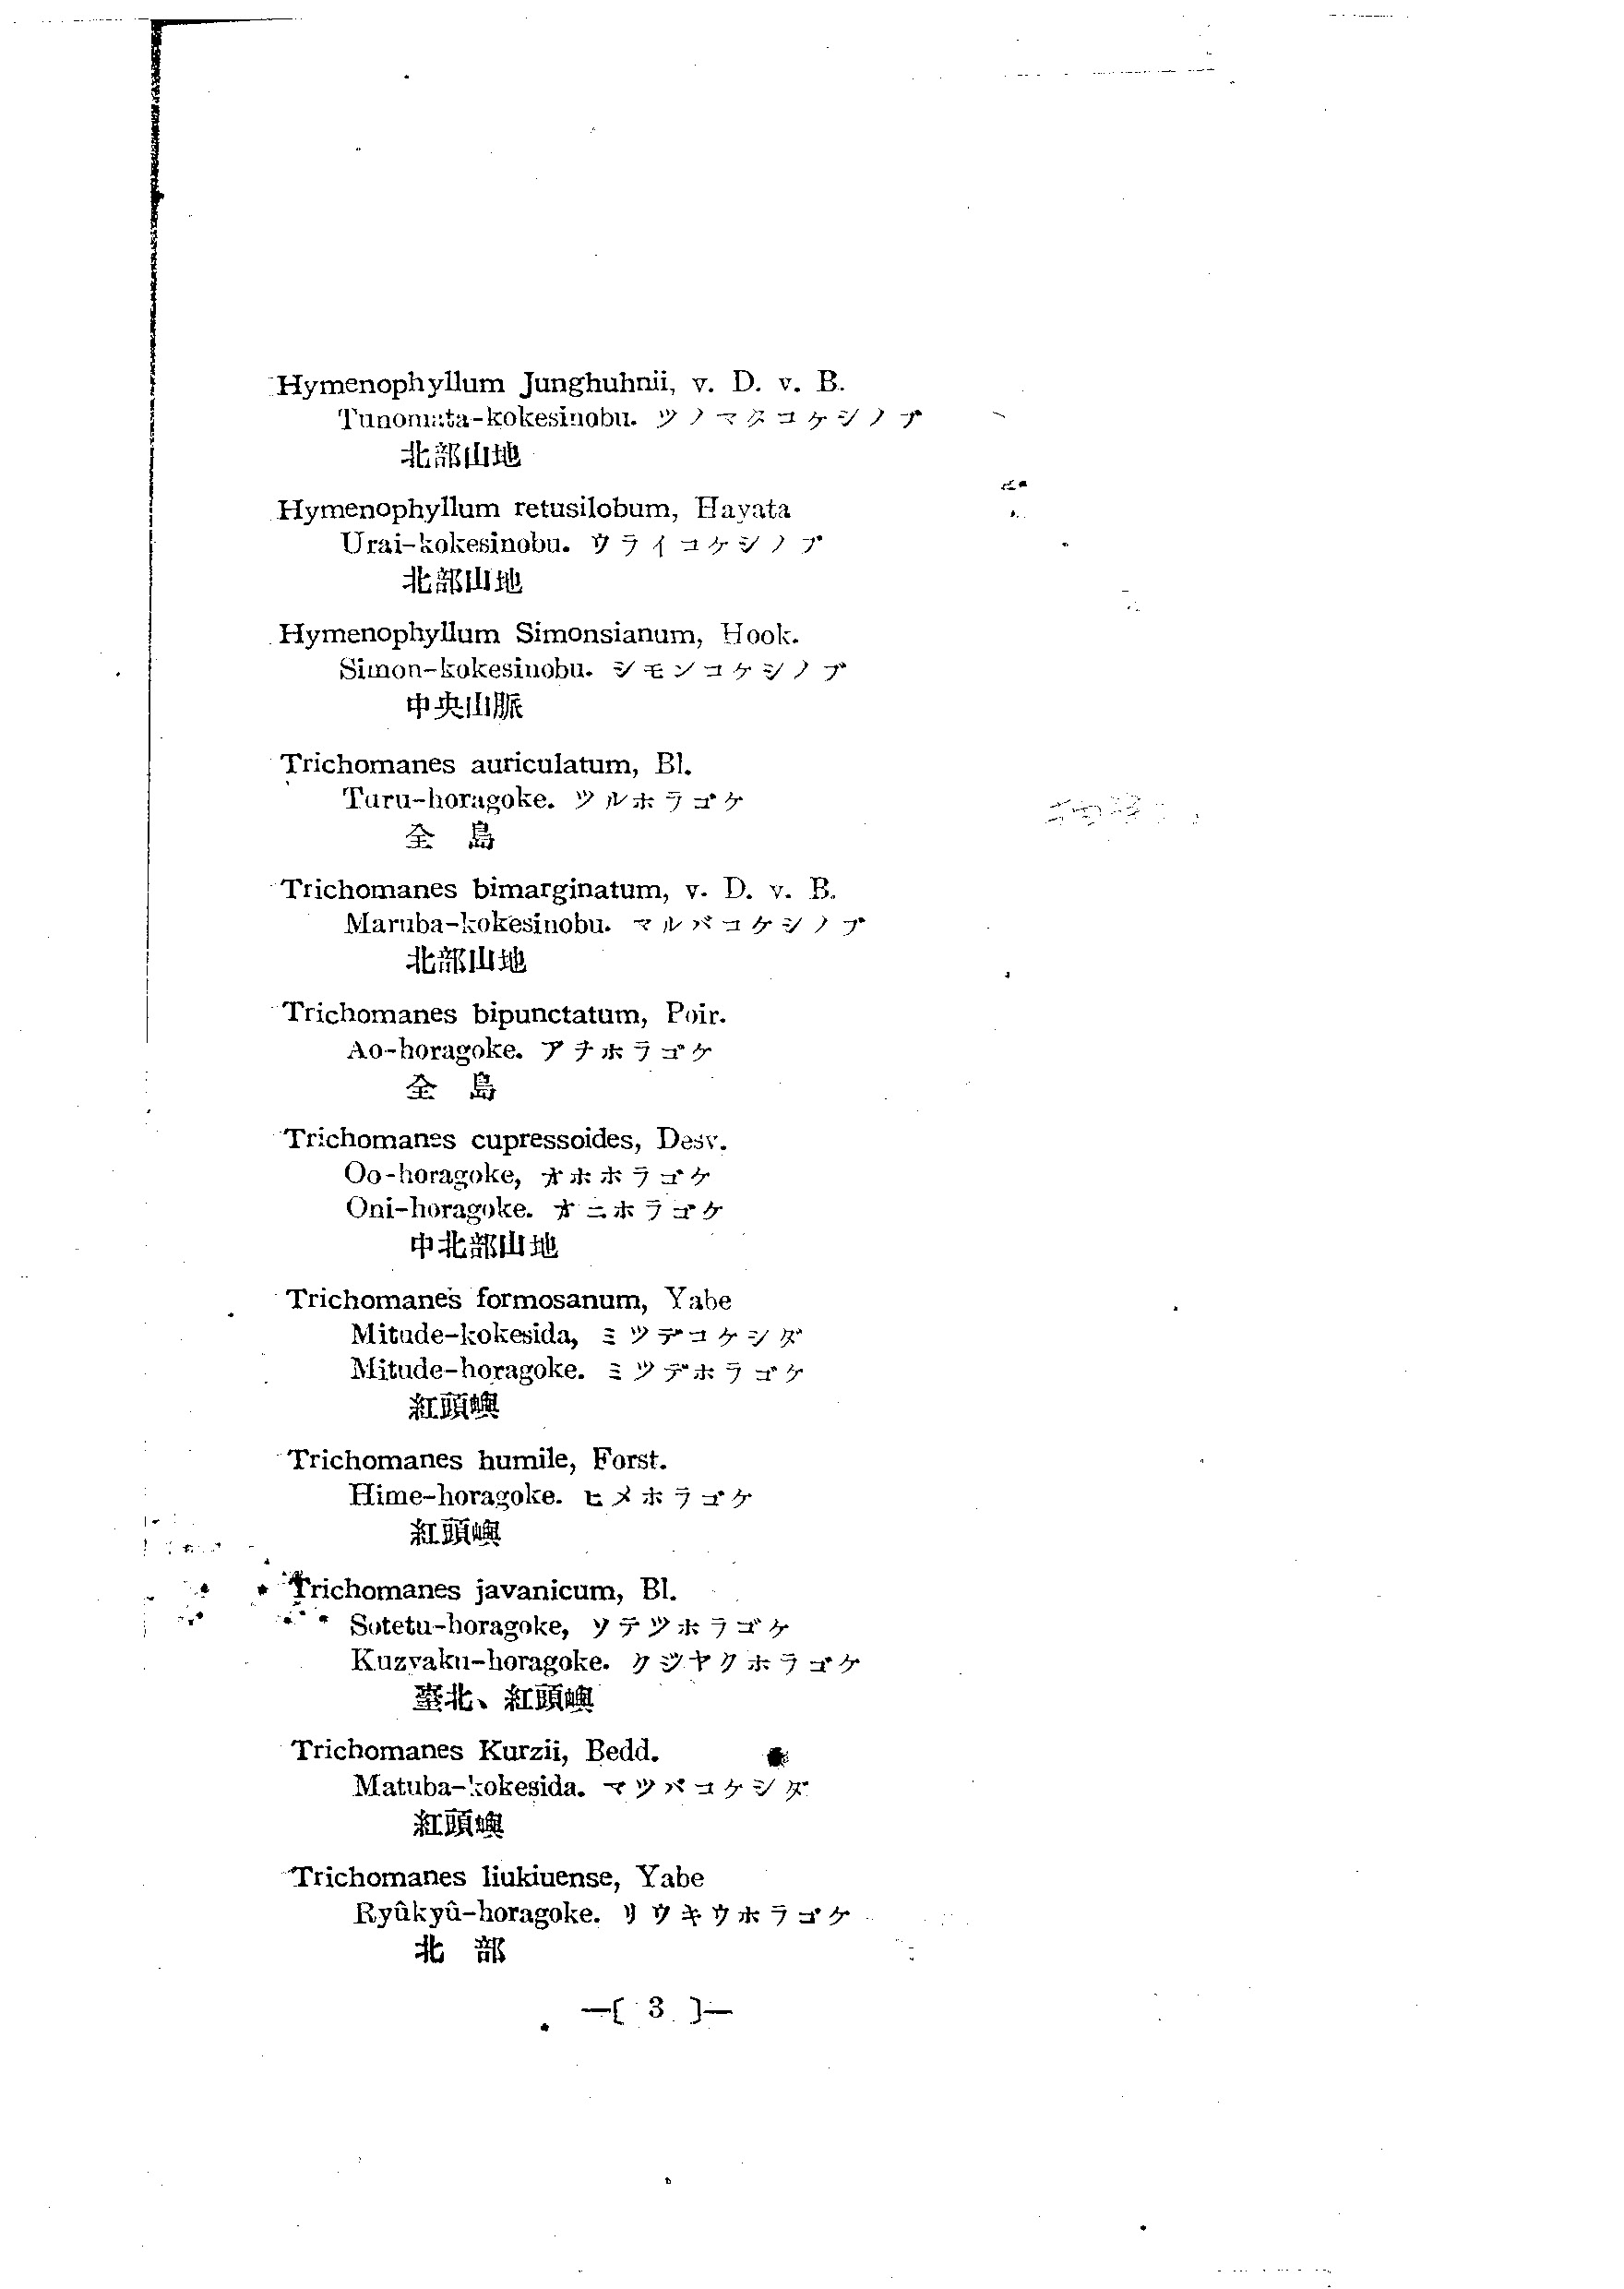 Hymenophyllum Junghuhnii, v. D. v. B.
Tunomata-kokesinobu. ツノマタコケシノブ
北部山地
Hymenophyllum retusilobum, Hayata
Urai-kokesinobu. ウライコケシノブ
北部山地
Hymenophyllum Simonsianum, Hook.
Simon-kokesinobu. シモンコケシノブ
中央山脈
Trichomanes auriculatum, Bl.
Turu-horagoke. ツルホラゴケ
全 島
Trichomanes bimarginatum, v. D. v. B.
Maruba-kokesinobu. マルバコケシノブ
北部山地
Trichomanes bipunctatum, Poir.
Ao-horagoke. アヲホラゴケ
全 島
Trichomanes cupressoides, Desv.
Oo-horagoke, オホホラゴケ
Oni-horagoke. オニホラゴケ
中北部山地
Trichomanes formosanum, Yabe
Mitude-kokesida, ミツデコケシダ
Mitude-horagoke. ミツデホラゴケ
紅頭嶼
Trichomanes humile, Forst.
Hime-horagoke. ヒメホラゴケ
紅頭嶼
Trichomanes javanicum, Bl.
Sotetu-horagoke, ソテツホラゴケ
Kuzyaku-horagoke. クジヤクホラゴケ
臺北、紅頭嶼
Trichomanes Kurzii, Bedd.
Matuba-kokesida. マツバコケシダ
紅頭嶼
Trichomanes liukiuense, Yabe
Ryûkyû-horagoke. リウキウホラゴケ
北 部
—[ 3 ]—